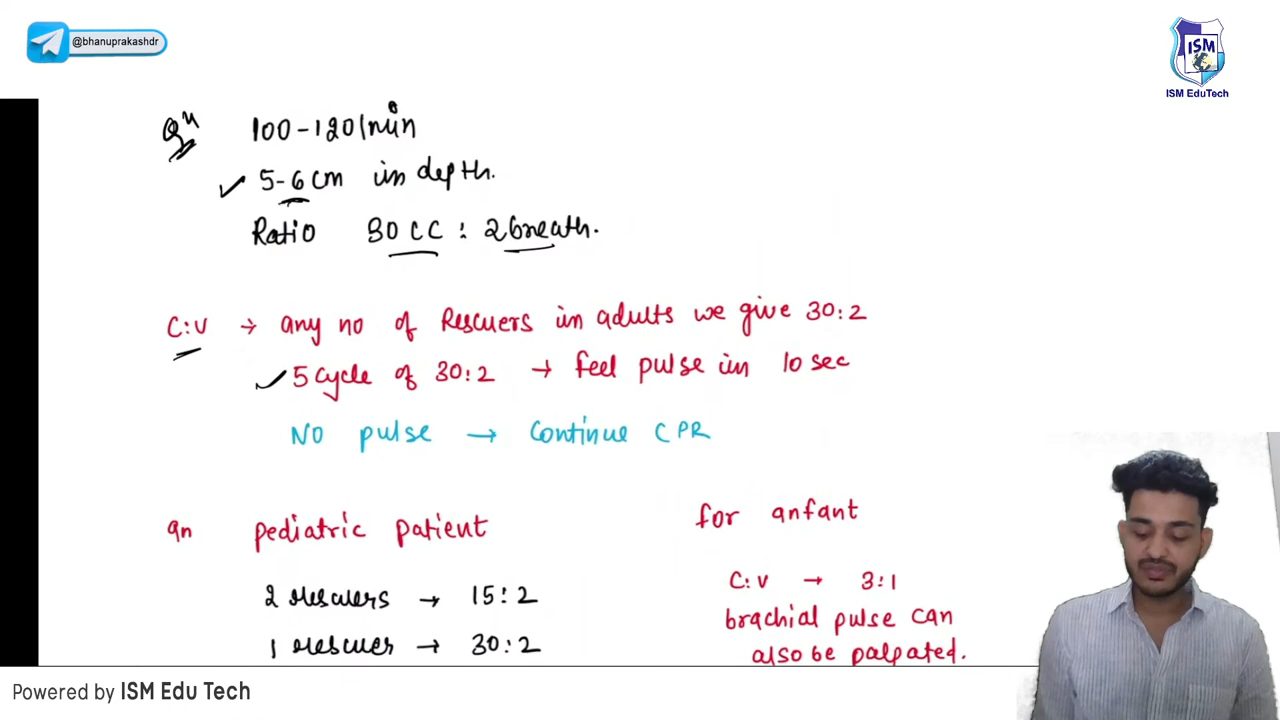 @bhanuprakashdr
ISM
ISM EduTech
100-120/min
5-6 cm in depth.
Ratio 30 CC : 2 breath.
C:V → any no of Rescuers in adults we give 30:2
5 cycle of 30:2 → feel pulse in 10 sec
NO pulse → Continue CPR
In pediatric patient
2 rescuers → 15:2
1 rescuer → 30:2
for infant
C:V → 3:1
brachial pulse can
also be palpated.
Powered by ISM Edu Tech